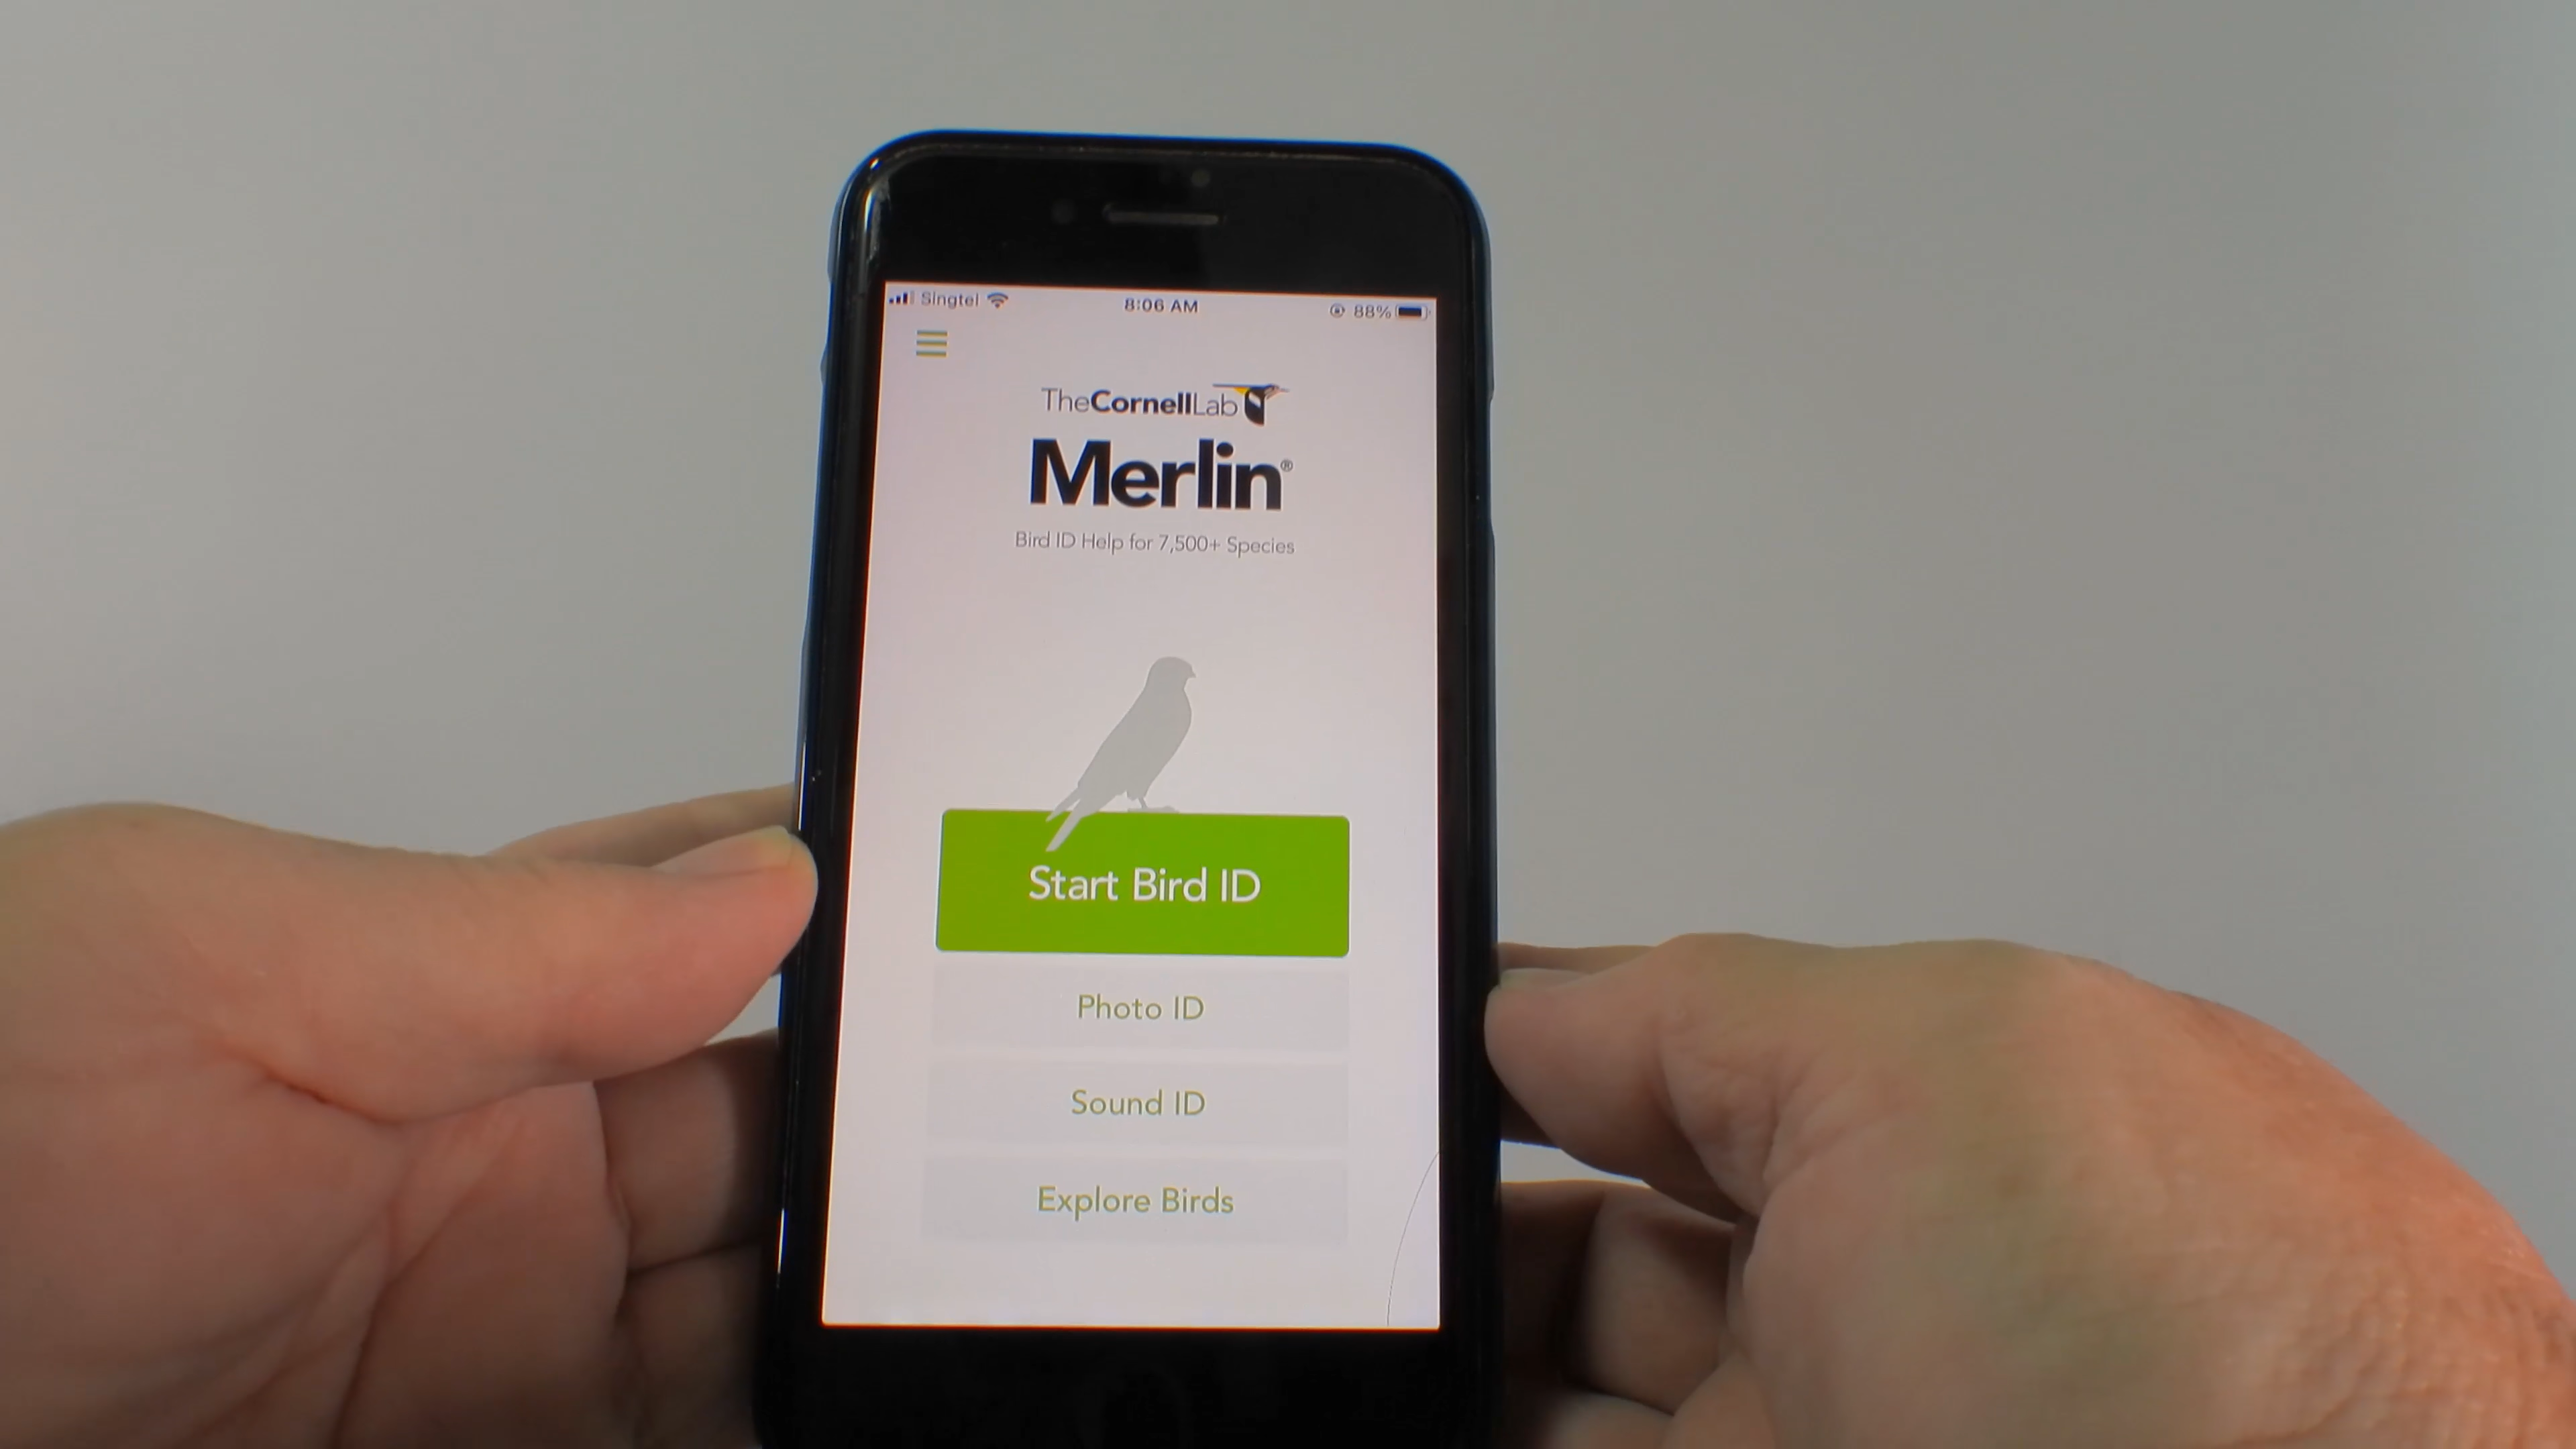 Singtel 8:06 AM 88%
TheCornellLab
Merlin®
Bird ID Help for 7,500+ Species
Start Bird ID
Photo ID
Sound ID
Explore Birds